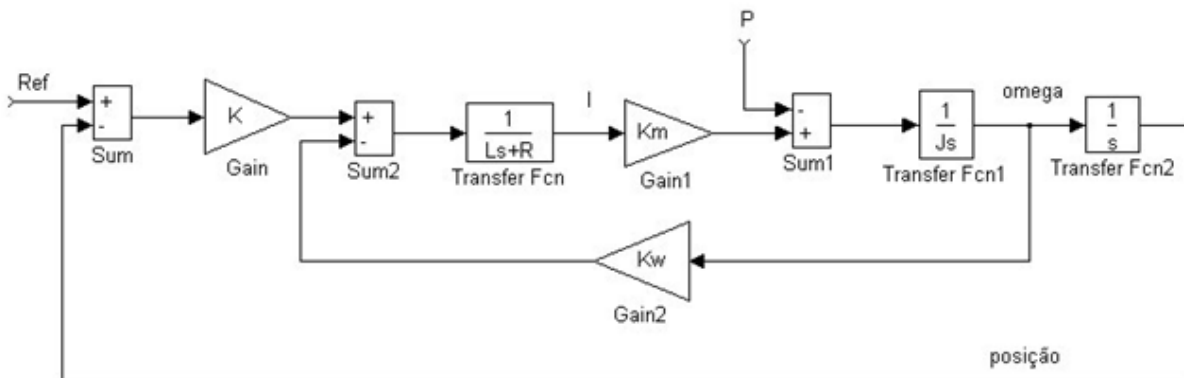 P
Ref
+
-
Sum
K
Gain
+
-
Sum2
1
Ls+R
Transfer Fcn
I
Km
Gain1
-
+
Sum1
1
Js
Transfer Fcn1
omega
1
s
Transfer Fcn2
Kw
Gain2
posição